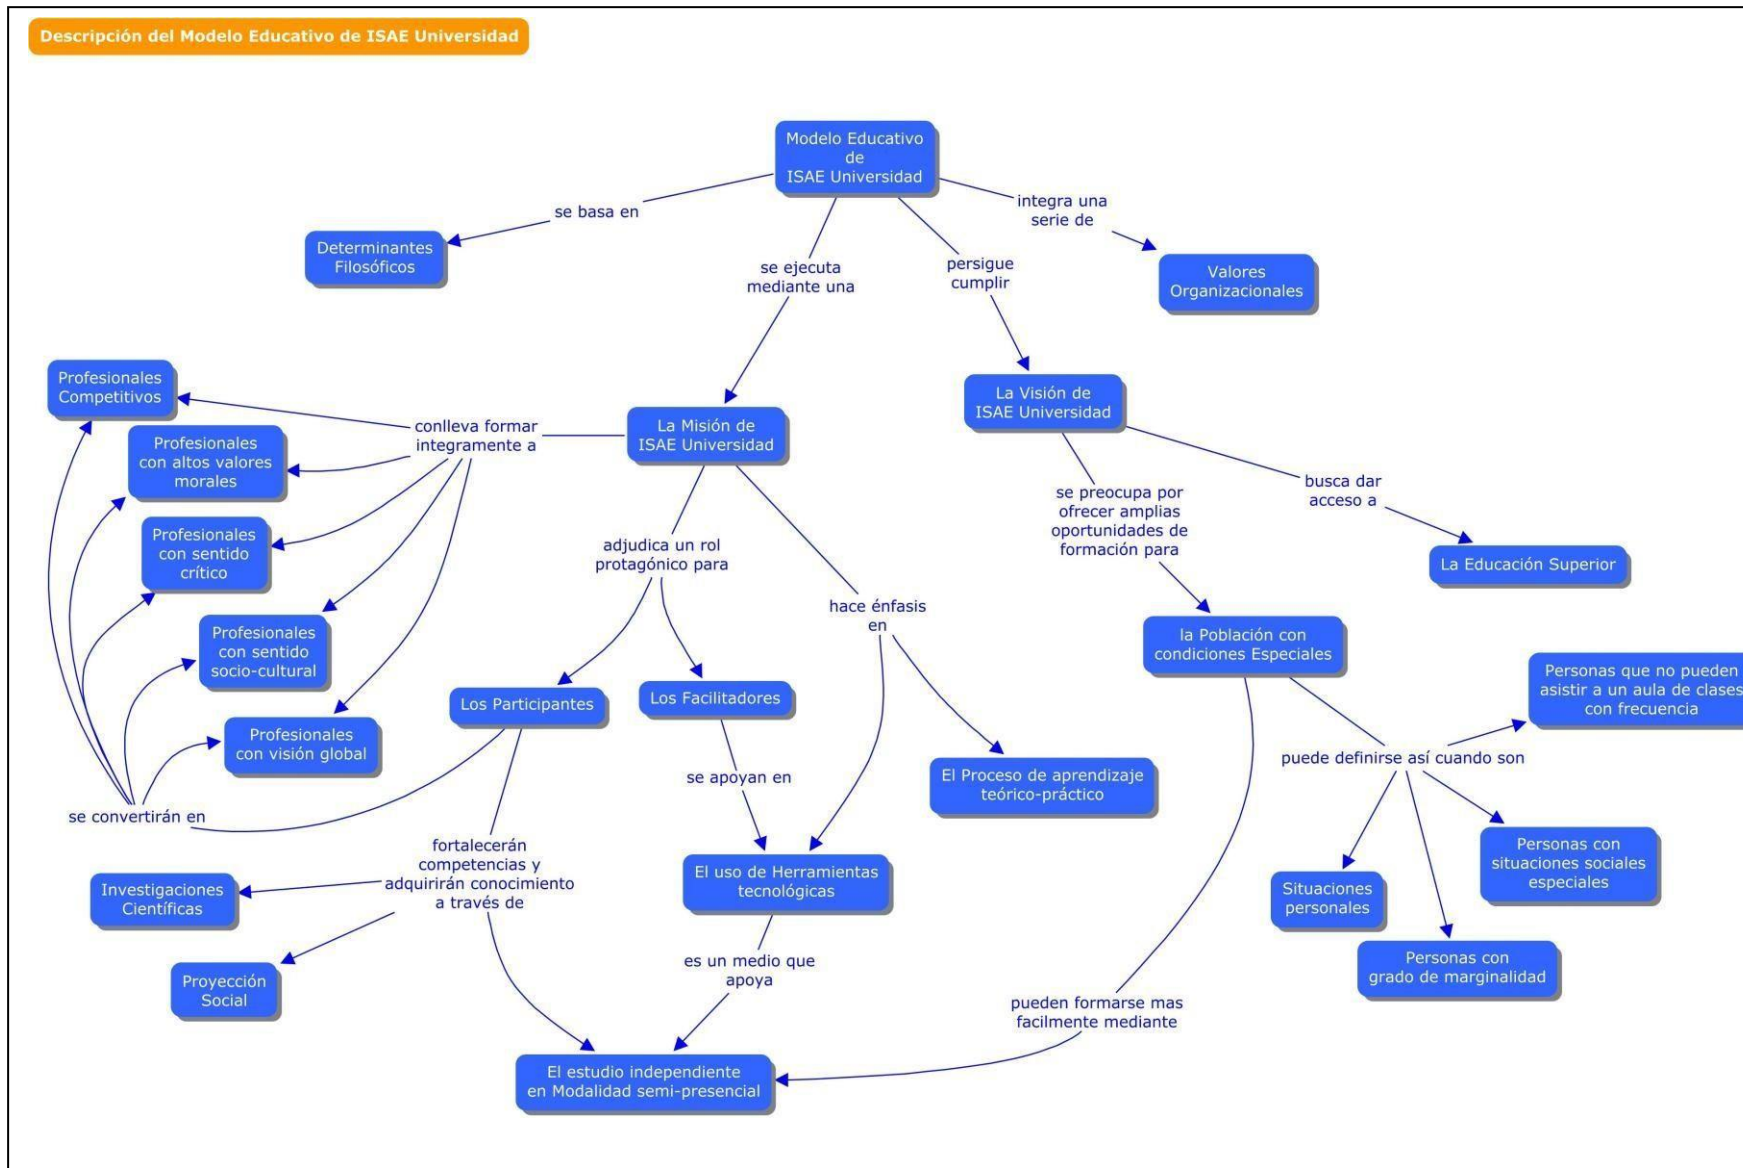 Descripción del Modelo Educativo de ISAE Universidad
Modelo Educativo
de
ISAE Universidad
se basa en
integra una
serie de
Determinantes
Filosóficos
se ejecuta
mediante una
persigue
cumplir
Valores
Organizacionales
Profesionales
Competitivos
conlleva formar
integramente a
La Misión de
ISAE Universidad
La Visión de
ISAE Universidad
Profesionales
con altos valores
morales
se preocupa por
ofrecer amplias
oportunidades de
formación para
busca dar
acceso a
Profesionales
con sentido
crítico
adjudica un rol
protagónico para
La Educación Superior
hace énfasis
en
Profesionales
con sentido
socio-cultural
la Población con
condiciones Especiales
Personas que no pueden
asistir a un aula de clases
con frecuencia
Los Participantes
Los Facilitadores
Profesionales
con visión global
puede definirse así cuando son
se apoyan en
El Proceso de aprendizaje
teórico-práctico
se convertirán en
fortalecerán
competencias y
adquirirán conocimiento
a través de
El uso de Herramientas
tecnológicas
Personas con
situaciones sociales
especiales
Investigaciones
Científicas
Situaciones
personales
Personas con
grado de marginalidad
Proyección
Social
es un medio que
apoya
pueden formarse mas
facilmente mediante
El estudio independiente
en Modalidad semi-presencial